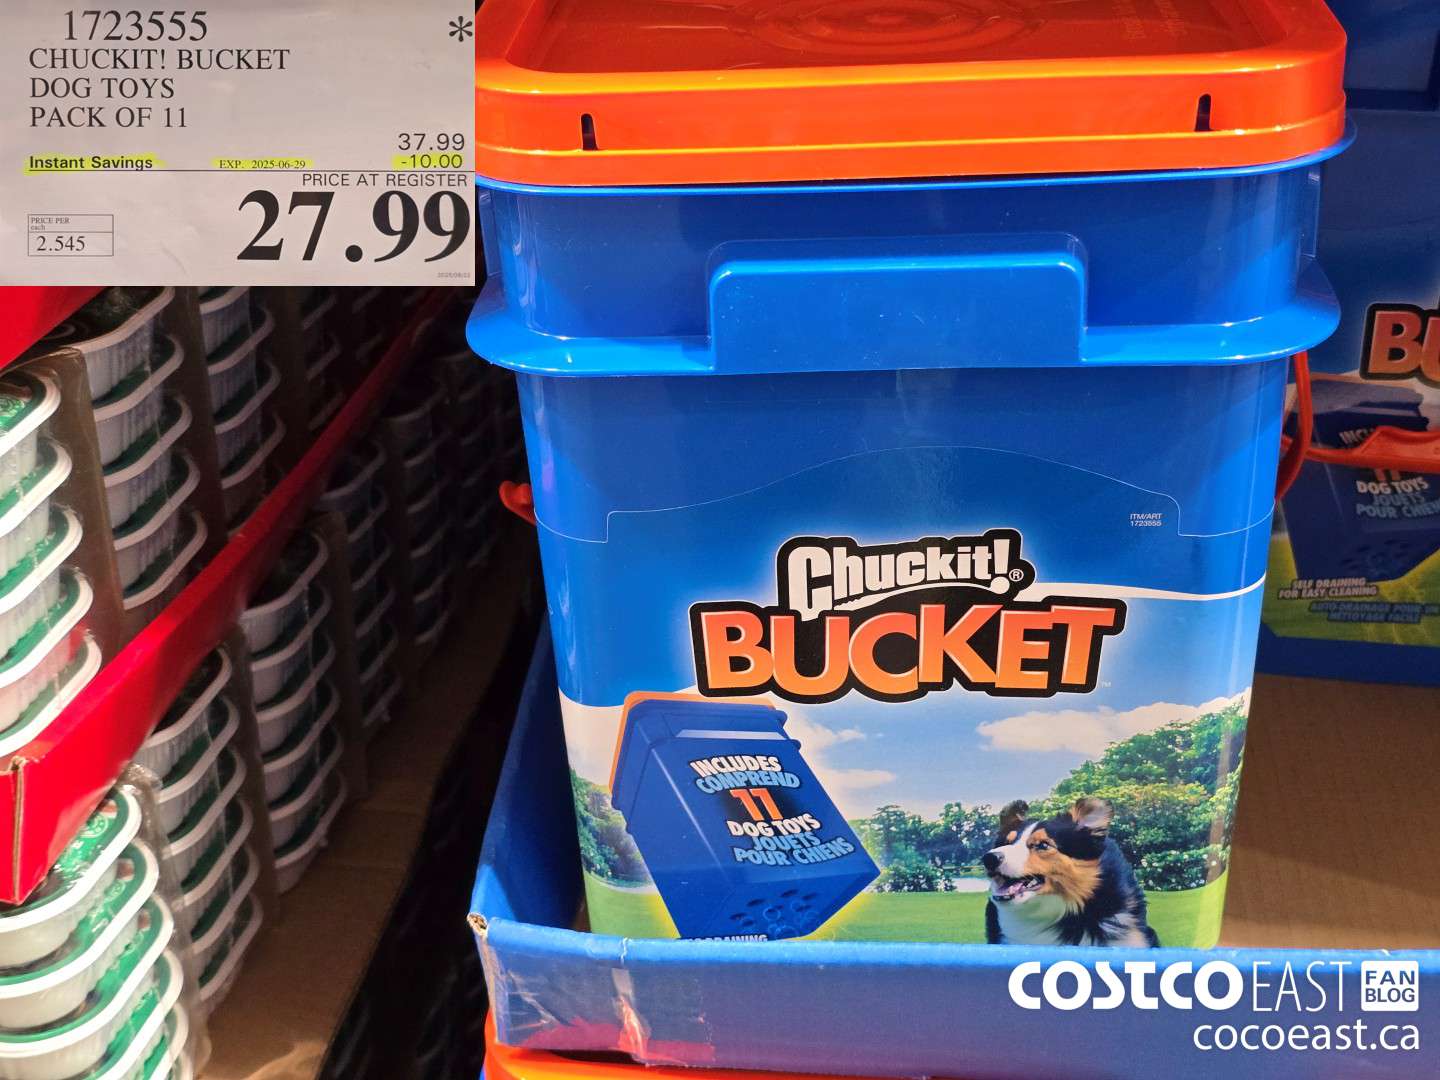 1723555 *
CHUCKIT! BUCKET
DOG TOYS
PACK OF 11
37.99
Instant Savings EXP. 2025-06-29 -10.00
PRICE AT REGISTER
27.99
PRICE PER
each
2.545
ITM/ART
1723555
Chuckit!®
BUCKET
INCLUDES
COMPREND
11
DOG TOYS
JOUETS
POUR CHIENS
DRAINING
BU
11
DOG TOYS
JOUETS
POUR CHIENS
SELF DRAINING
FOR EASY CLEANING
AUTO-DRAINAGE POUR UN
NETTOYAGE FACILE
COSTCO EAST FAN
BLOG
cocoeast.ca